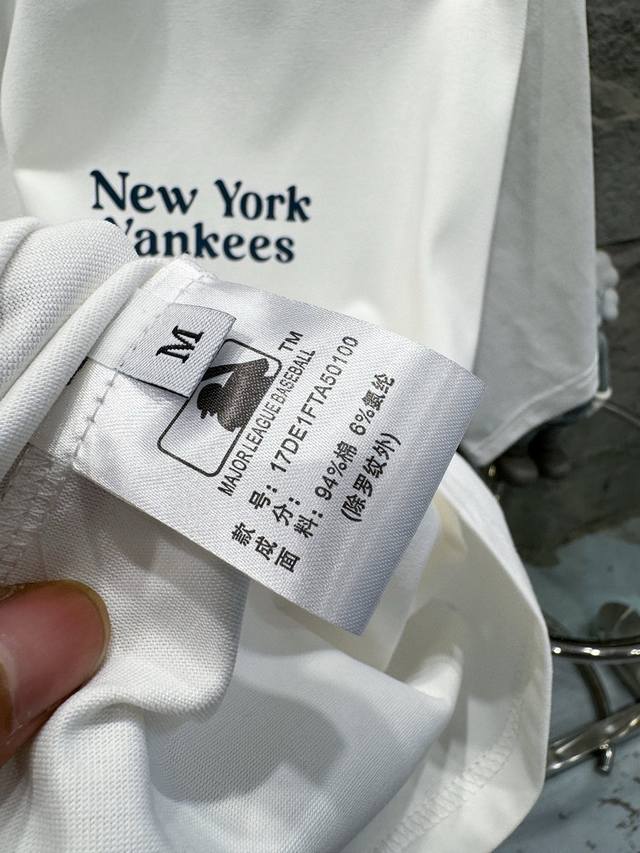 New York
Yankees
M
TM
MAJOR LEAGUE BASEBALL
款 号: 17DE1FTA50100
成 分:
面 料: 94%棉 6%氨纶
(除罗纹外)